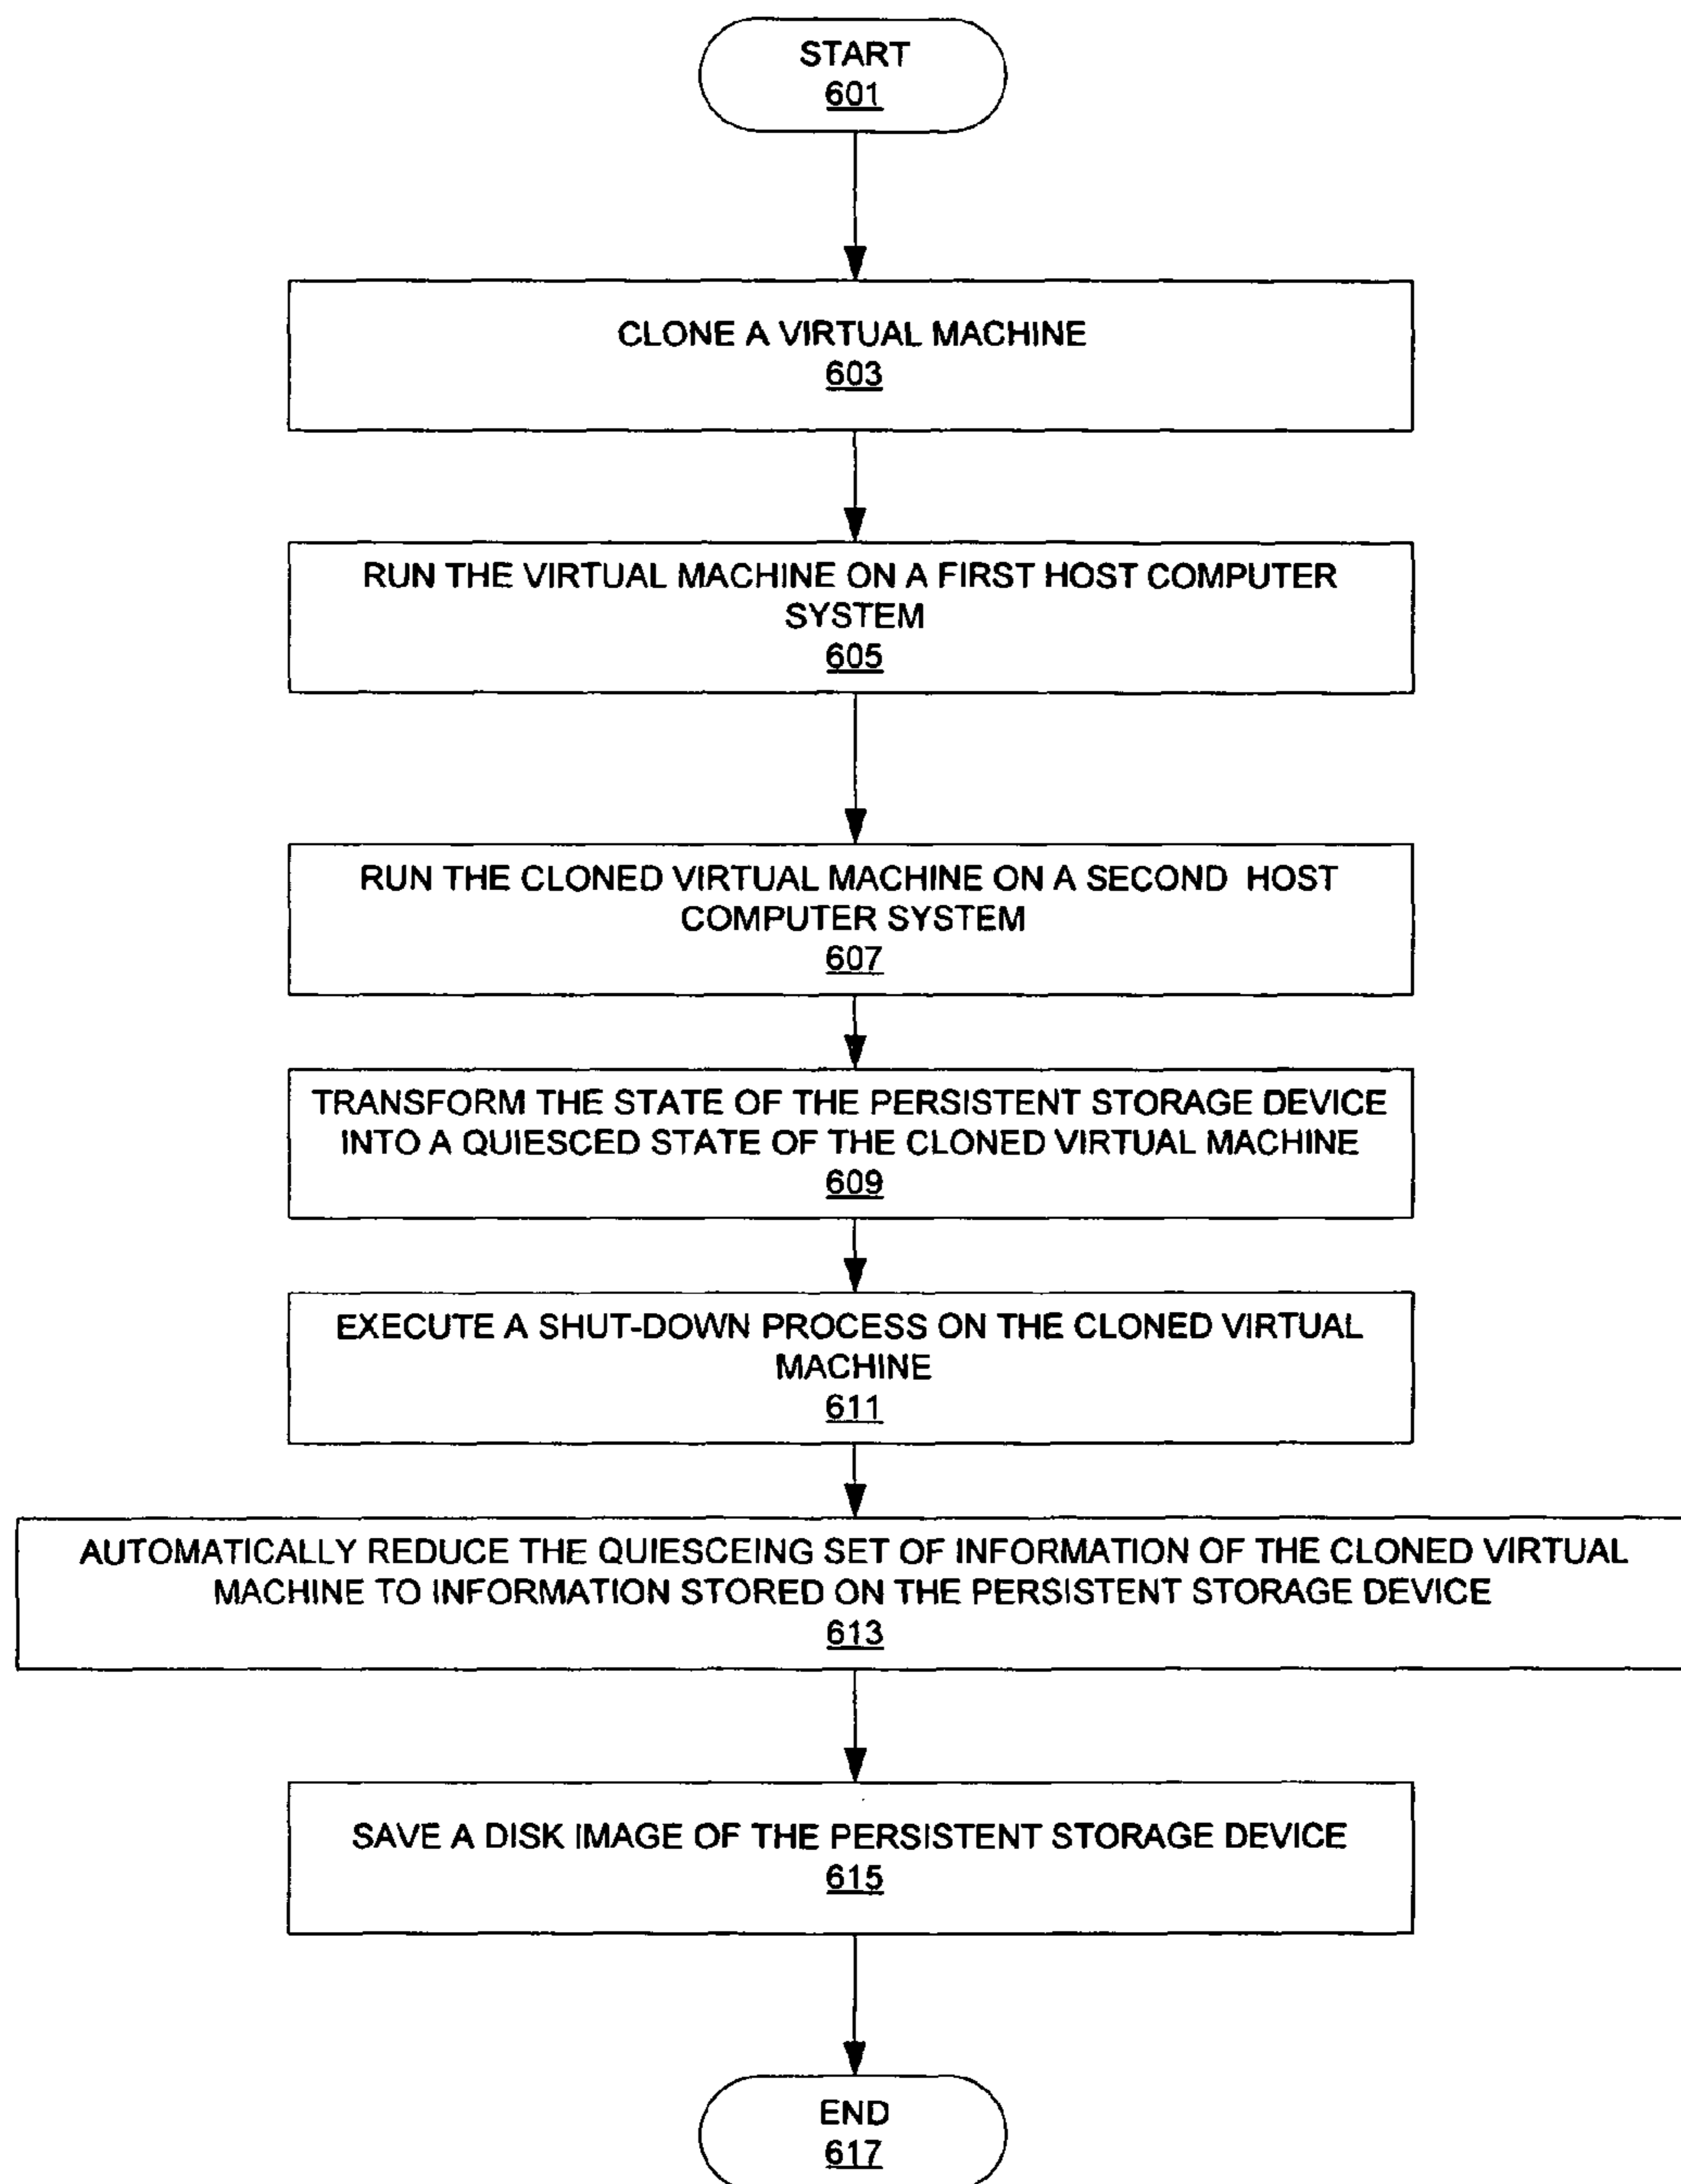 START
601
CLONE A VIRTUAL MACHINE
603
RUN THE VIRTUAL MACHINE ON A FIRST HOST COMPUTER
SYSTEM
605
RUN THE CLONED VIRTUAL MACHINE ON A SECOND HOST
COMPUTER SYSTEM
607
TRANSFORM THE STATE OF THE PERSISTENT STORAGE DEVICE
INTO A QUIESCED STATE OF THE CLONED VIRTUAL MACHINE
609
EXECUTE A SHUT-DOWN PROCESS ON THE CLONED VIRTUAL
MACHINE
611
AUTOMATICALLY REDUCE THE QUIESCEING SET OF INFORMATION OF THE CLONED VIRTUAL
MACHINE TO INFORMATION STORED ON THE PERSISTENT STORAGE DEVICE
613
SAVE A DISK IMAGE OF THE PERSISTENT STORAGE DEVICE
615
END
617